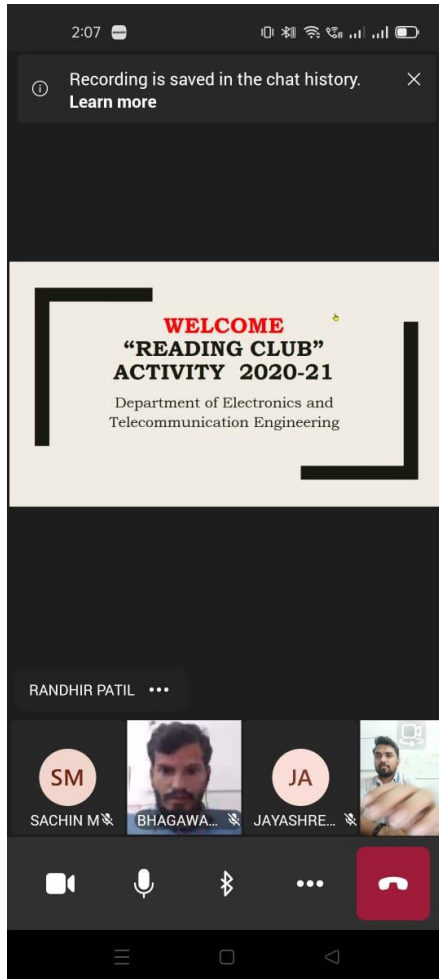 2:07
Recording is saved in the chat history.
Learn more
WELCOME
“READING CLUB”
ACTIVITY 2020-21
Department of Electronics and
Telecommunication Engineering
RANDHIR PATIL
SM
JA
SACHIN M
BHAGAWA...
JAYASHRE...